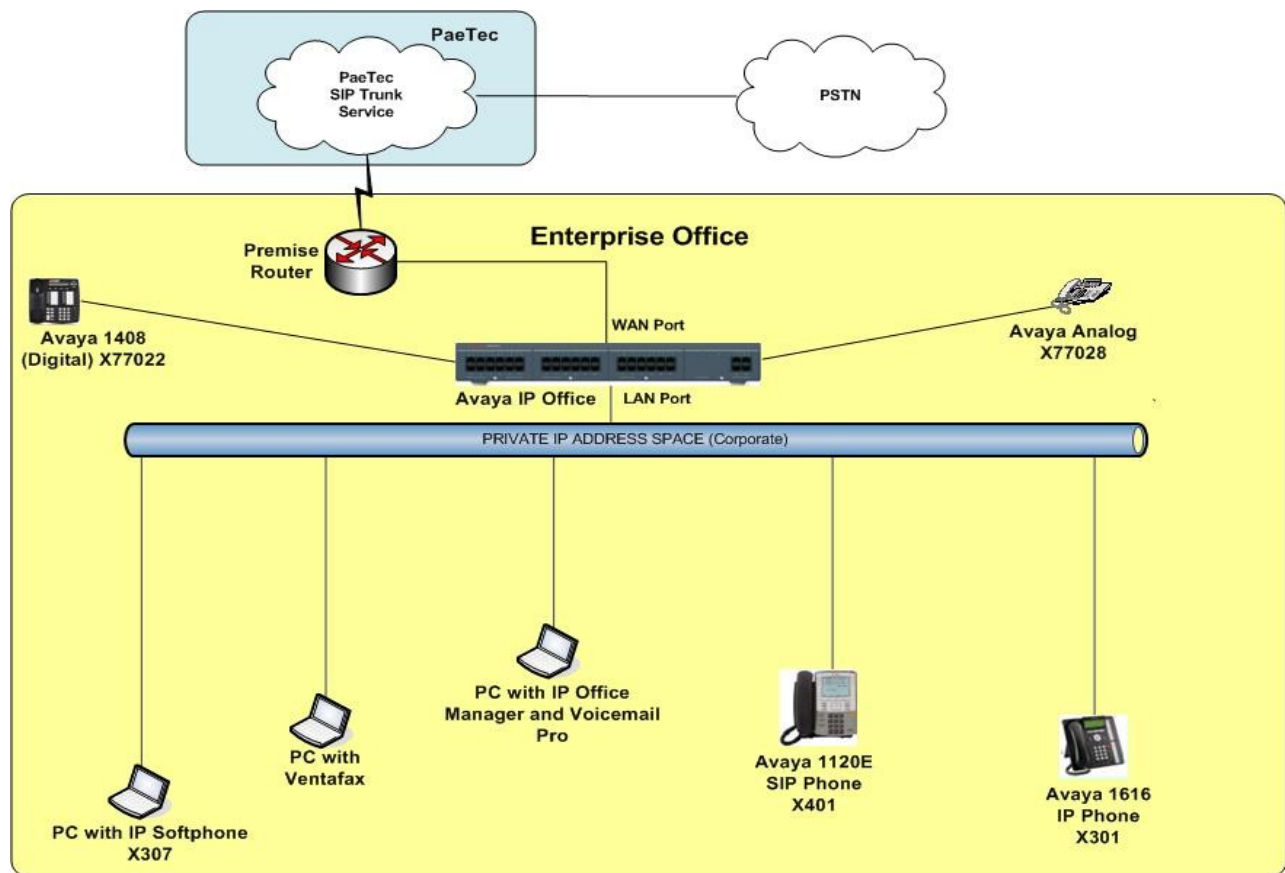 PaeTec
PaeTec
SIP Trunk
Service
PSTN
Enterprise Office
Premise
Router
WAN Port
Avaya 1408
(Digital) X77022
Avaya Analog
X77028
Avaya IP Office
LAN Port
PRIVATE IP ADDRESS SPACE (Corporate)
PC with IP Office
Manager and Voicemail
Pro
PC with
Ventafax
Avaya 1120E
SIP Phone
X401
Avaya 1616
IP Phone
X301
PC with IP Softphone
X307